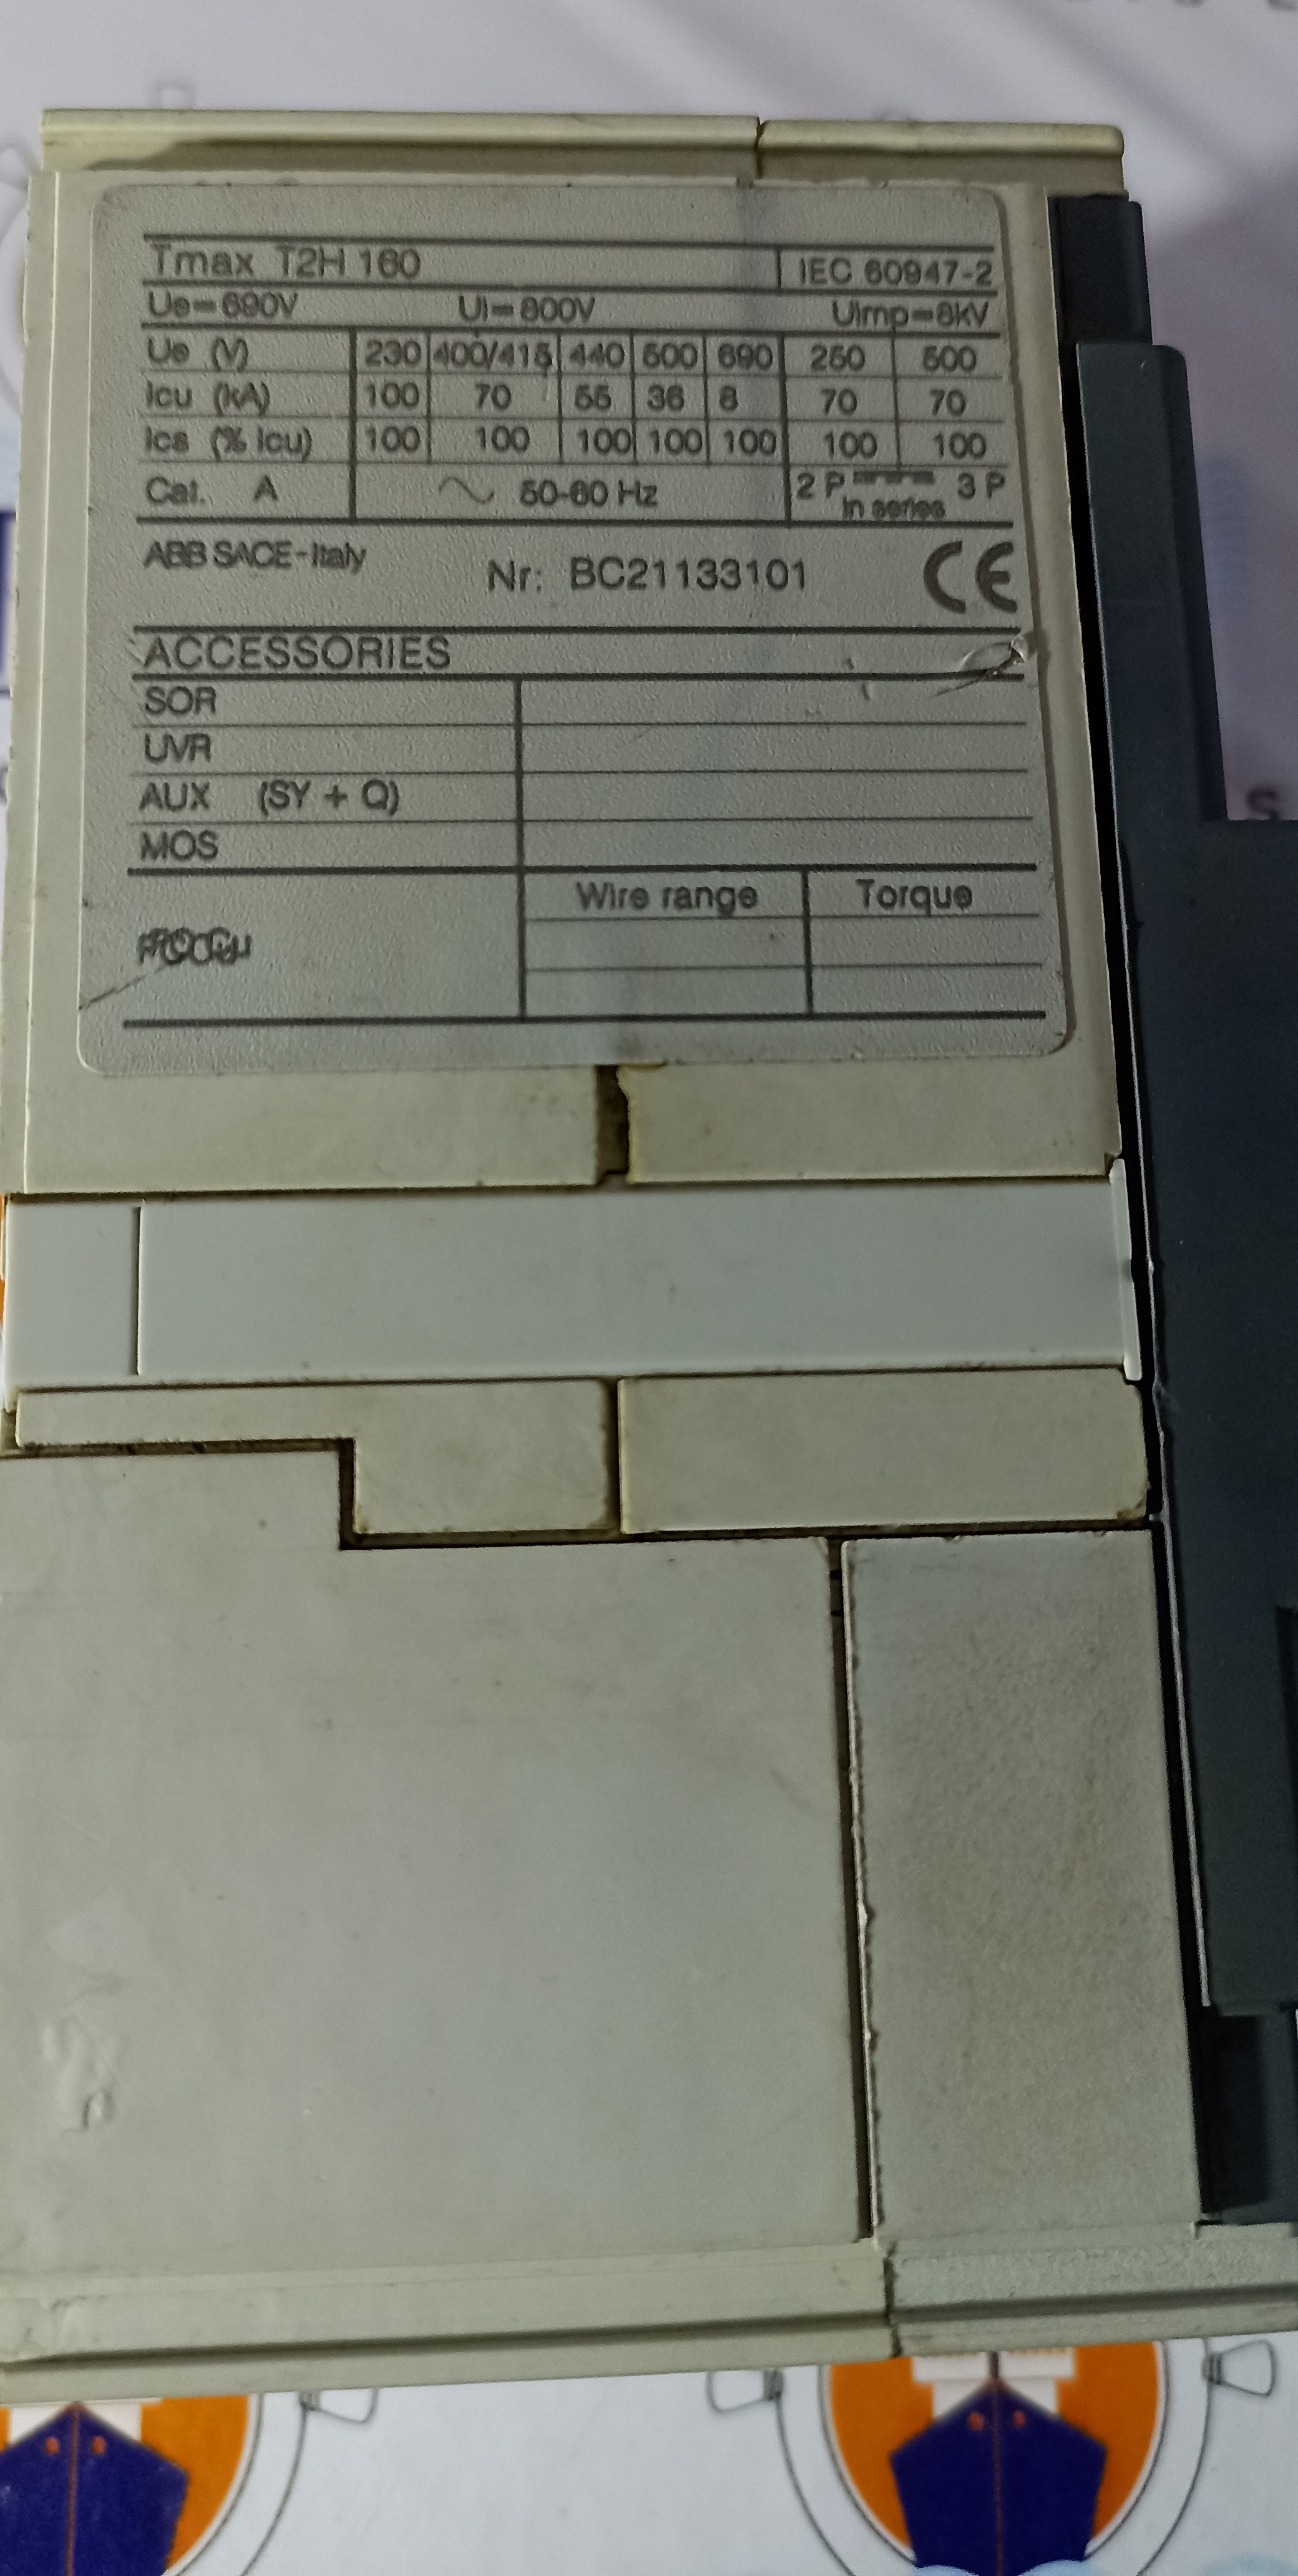 Tmax T2H 160 IEC 60947-2
Ue=690V Ui=800V Uimp=8kV
Ue (V) 230 400/415 440 500 690 250 500
Icu (kA) 100 70 55 36 8 70 70
Ics (% Icu) 100 100 100 100 100 100 100
Cat. A 50-60 Hz 2 P in series 3 P
ABB SACE-Italy Nr: BC21133101 CE
ACCESSORIES
SOR
UVR
AUX (SY + Q)
MOS
Wire range Torque